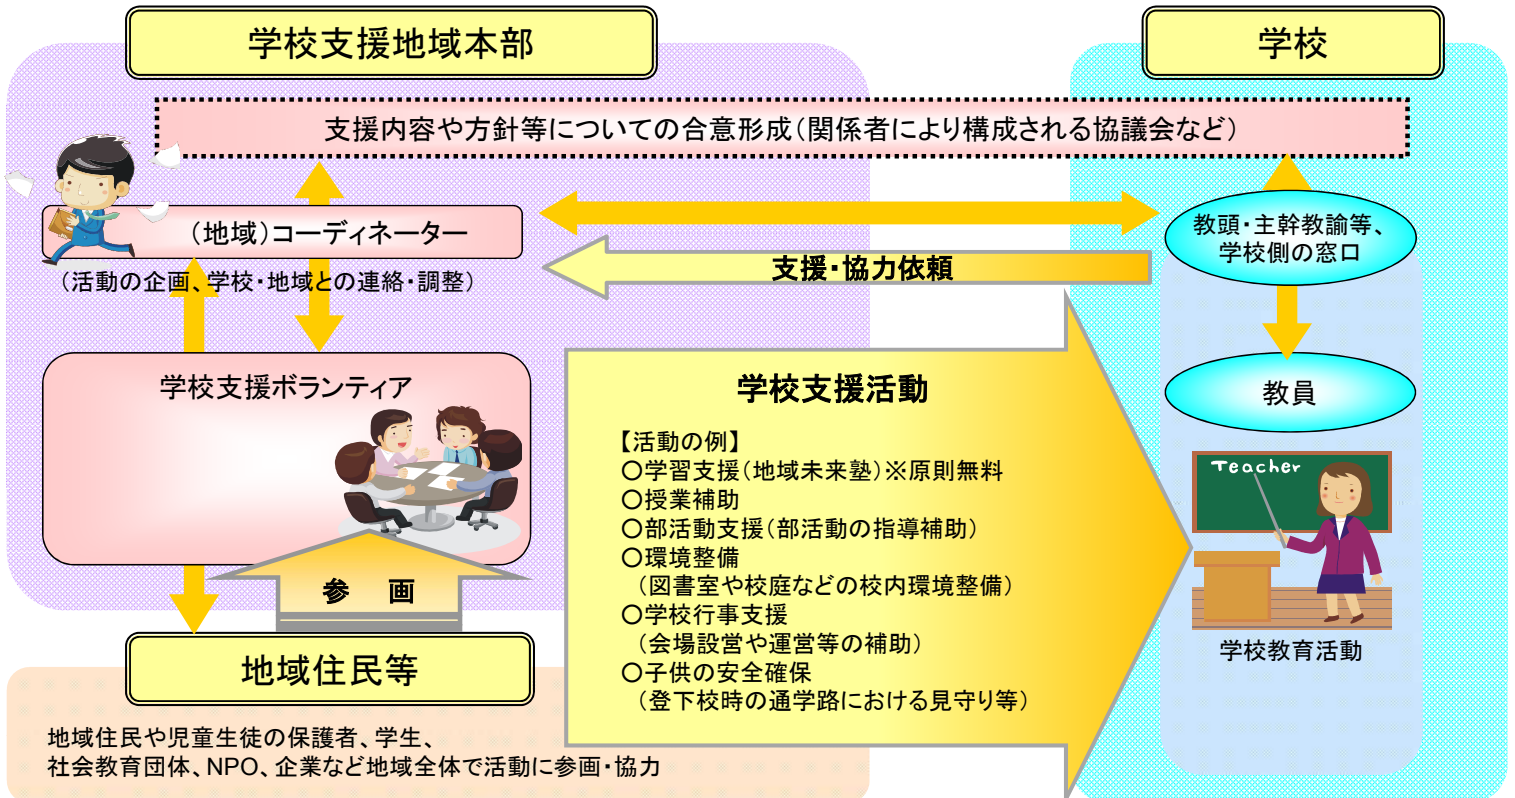 学校支援地域本部
学校
支援内容や方針等についての合意形成(関係者により構成される協議会など)
(地域)コーディネーター
(活動の企画、学校・地域との連絡・調整)
教頭・主幹教諭等、
学校側の窓口
支援・協力依頼
学校支援ボランティア
参　画
学校支援活動
【活動の例】
○学習支援(地域未来塾)※原則無料
○授業補助
○部活動支援(部活動の指導補助)
○環境整備
(図書室や校庭などの校内環境整備)
○学校行事支援
(会場設営や運営等の補助)
○子供の安全確保
(登下校時の通学路における見守り等)
教員
Teacher
学校教育活動
地域住民等
地域住民や児童生徒の保護者、学生、
社会教育団体、NPO、企業など地域全体で活動に参画・協力